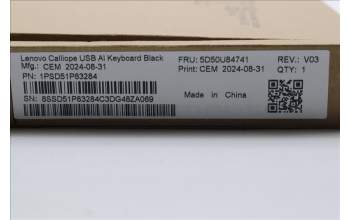 Lenovo Calliope USB AI Keyboard Black
Mfg.: CEM 2024-08-31
PN: 1PSD51P63284
SN: 8SSD51P63284C3DG48ZA069
FRU: 5D50U84741
Print: CEM 2024-08-31
REV.: V03
QTY: 1
Made in China